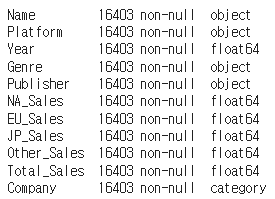 Name 16403 non-null object
Platform 16403 non-null object
Year 16403 non-null float64
Genre 16403 non-null object
Publisher 16403 non-null object
NA_Sales 16403 non-null float64
EU_Sales 16403 non-null float64
JP_Sales 16403 non-null float64
Other_Sales 16403 non-null float64
Total_Sales 16403 non-null float64
Company 16403 non-null category